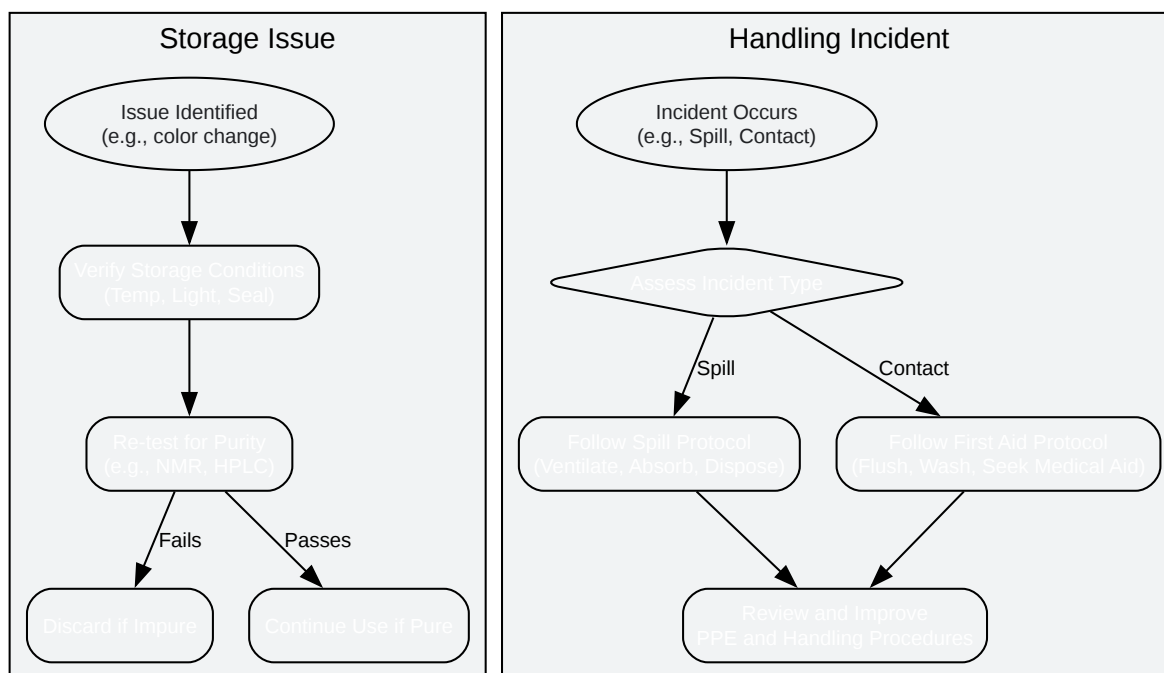 Storage Issue
Issue Identified
(e.g., color change)
Verify Storage Conditions
(Temp, Light, Seal)
Re-test for Purity
(e.g., NMR, HPLC)
Fails
Passes
Discard if Impure
Continue Use if Pure
Handling Incident
Incident Occurs
(e.g., Spill, Contact)
Assess Incident Type
Spill
Contact
Follow Spill Protocol
(Ventilate, Absorb, Dispose)
Follow First Aid Protocol
(Flush, Wash, Seek Medical Aid)
Review and Improve
PPE and Handling Procedures